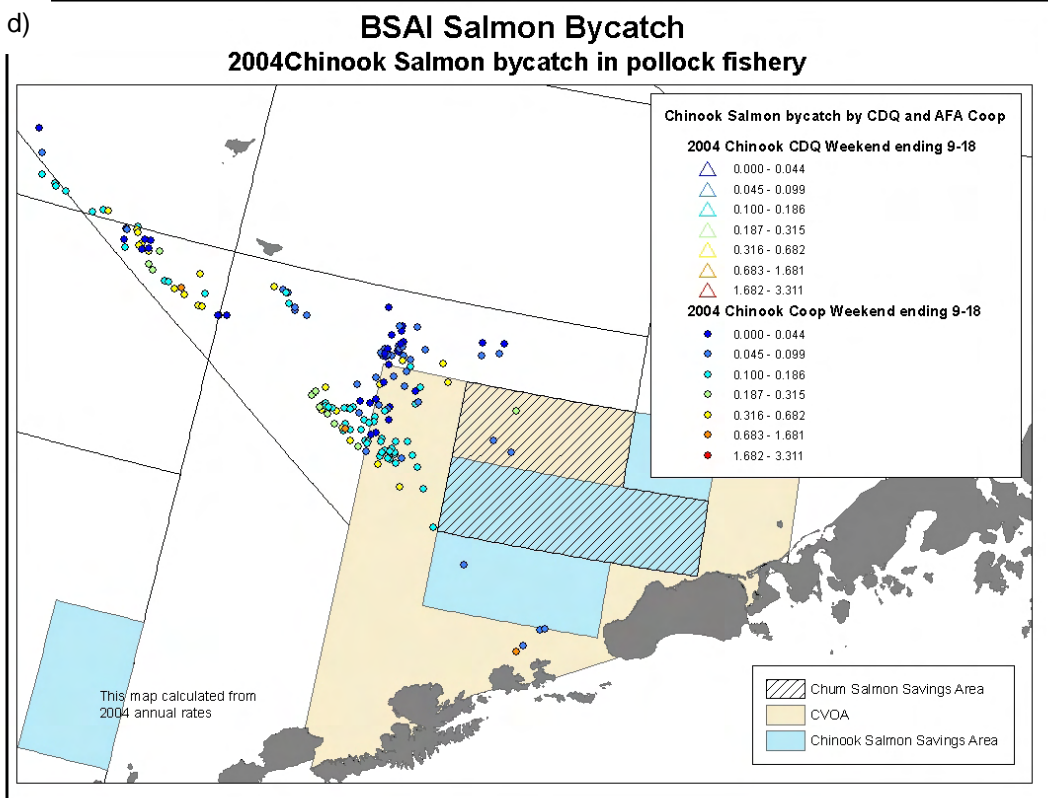 d)
BSAI Salmon Bycatch
2004Chinook Salmon bycatch in pollock fishery
Chinook Salmon bycatch by CDQ and AFA Coop
2004 Chinook CDQ Weekend ending 9-18
0.000 - 0.044
0.045 - 0.099
0.100 - 0.186
0.187 - 0.315
0.316 - 0.682
0.683 - 1.681
1.682 - 3.311
2004 Chinook Coop Weekend ending 9-18
0.000 - 0.044
0.045 - 0.099
0.100 - 0.186
0.187 - 0.315
0.316 - 0.682
0.683 - 1.681
1.682 - 3.311
This map calculated from
2004 annual rates
Chum Salmon Savings Area
CVOA
Chinook Salmon Savings Area